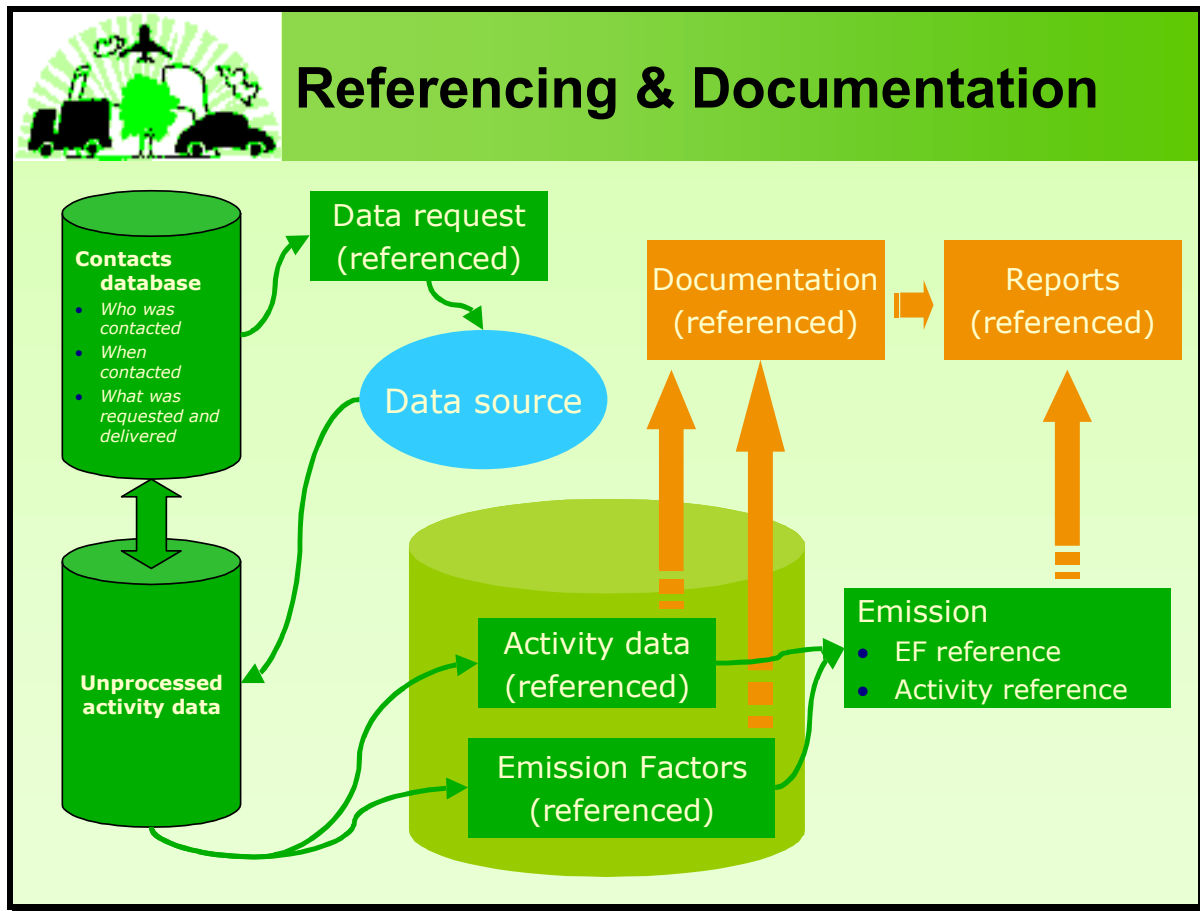 Referencing & Documentation
Contacts
database
• Who was
contacted
• When
contacted
• What was
requested and
delivered
Data request
(referenced)
Data source
Documentation
(referenced)
Reports
(referenced)
Unprocessed
activity data
Activity data
(referenced)
Emission Factors
(referenced)
Emission
• EF reference
• Activity reference